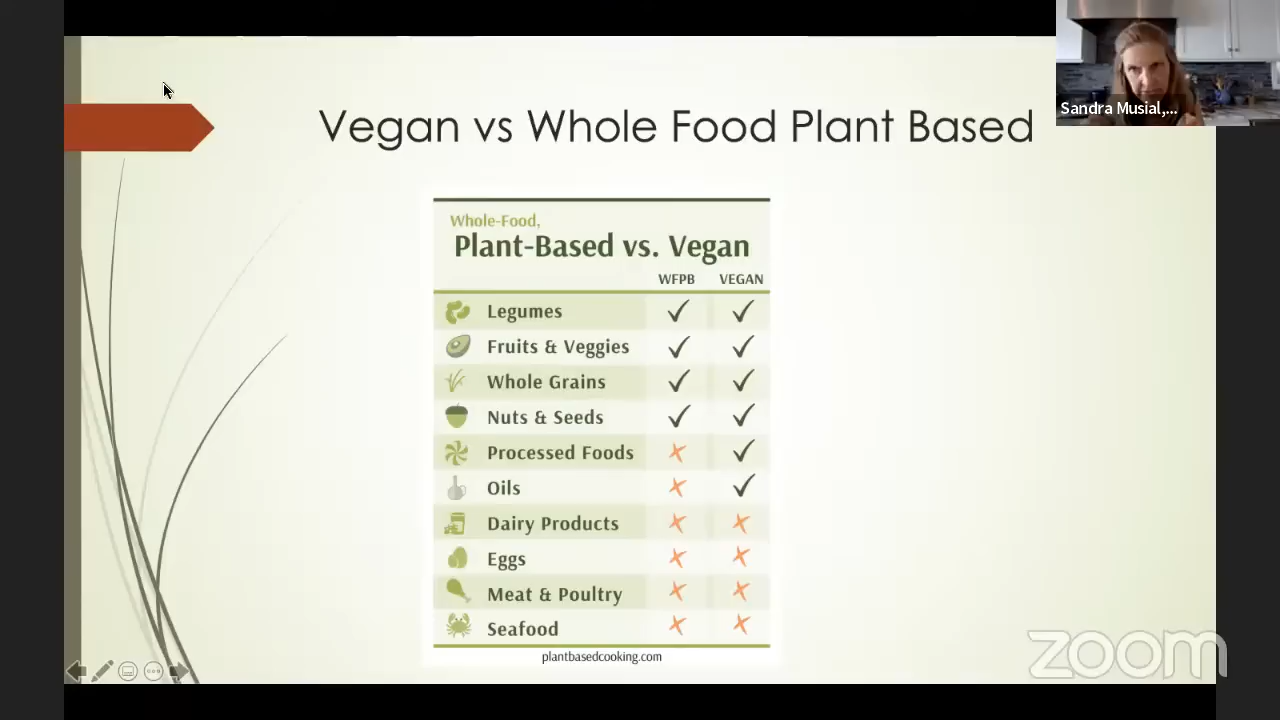 Sandra Musial,...
Vegan vs Whole Food Plant Based
Whole-Food,
Plant-Based vs. Vegan
WFPB VEGAN
Legumes
Fruits & Veggies
Whole Grains
Nuts & Seeds
Processed Foods
Oils
Dairy Products
Eggs
Meat & Poultry
Seafood
plantbasedcooking.com
zoom